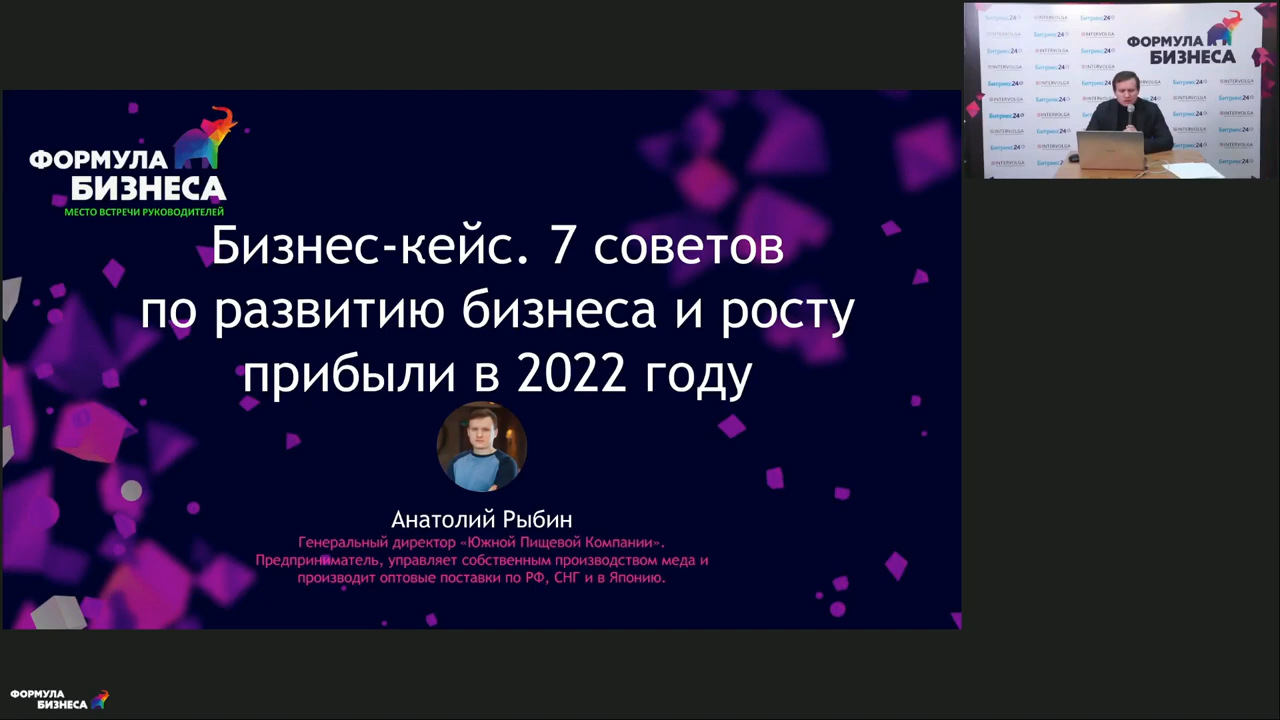 ФОРМУЛА
БИЗНЕСА
МЕСТО ВСТРЕЧИ РУКОВОДИТЕЛЕЙ
Бизнес-кейс. 7 советов
по развитию бизнеса и росту
прибыли в 2022 году
Анатолий Рыбин
Генеральный директор «Южной Пищевой Компании».
Предприниматель, управляет собственным производством меда и
производит оптовые поставки по РФ, СНГ и в Японию.
ФОРМУЛА
БИЗНЕСА
Битрикс24
INTERVOLGA
ФОРМУЛА
БИЗНЕСА